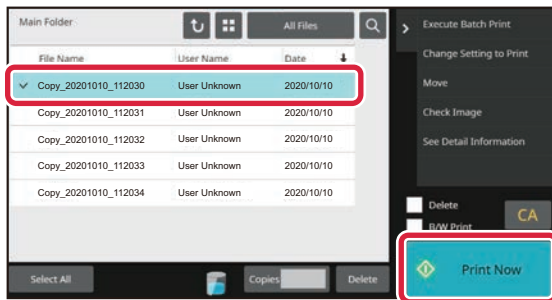 Main Folder
All Files
File Name User Name Date
Copy_20201010_112030 User Unknown 2020/10/10
Copy_20201010_112031 User Unknown 2020/10/10
Copy_20201010_112032 User Unknown 2020/10/10
Copy_20201010_112033 User Unknown 2020/10/10
Copy_20201010_112034 User Unknown 2020/10/10
Select All
Copies
Delete
Execute Batch Print
Change Setting to Print
Move
Check Image
See Detail Information
Delete
B/W Print
CA
Print Now